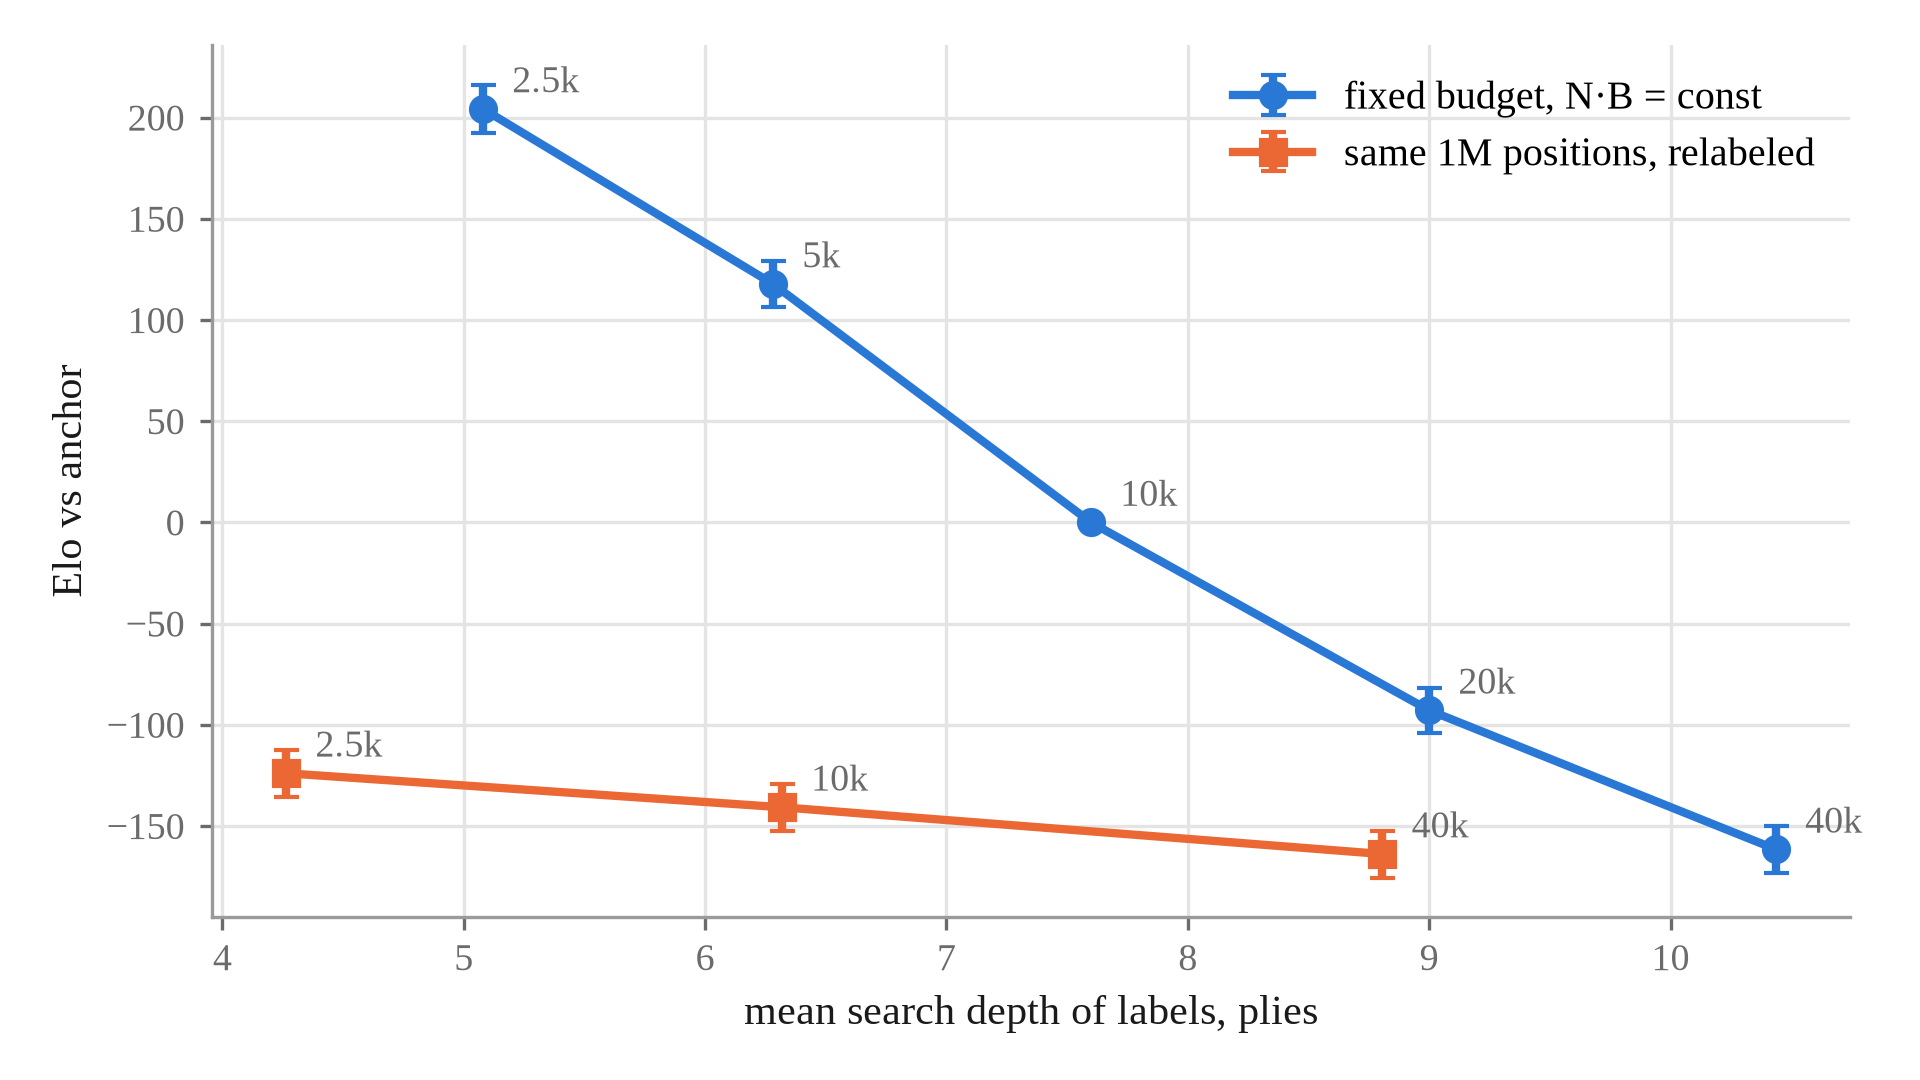 fixed budget, N·B = const
same 1M positions, relabeled
2.5k
5k
10k
20k
40k
2.5k
10k
40k
200
150
100
50
0
−50
−100
−150
Elo vs anchor
4 5 6 7 8 9 10
mean search depth of labels, plies